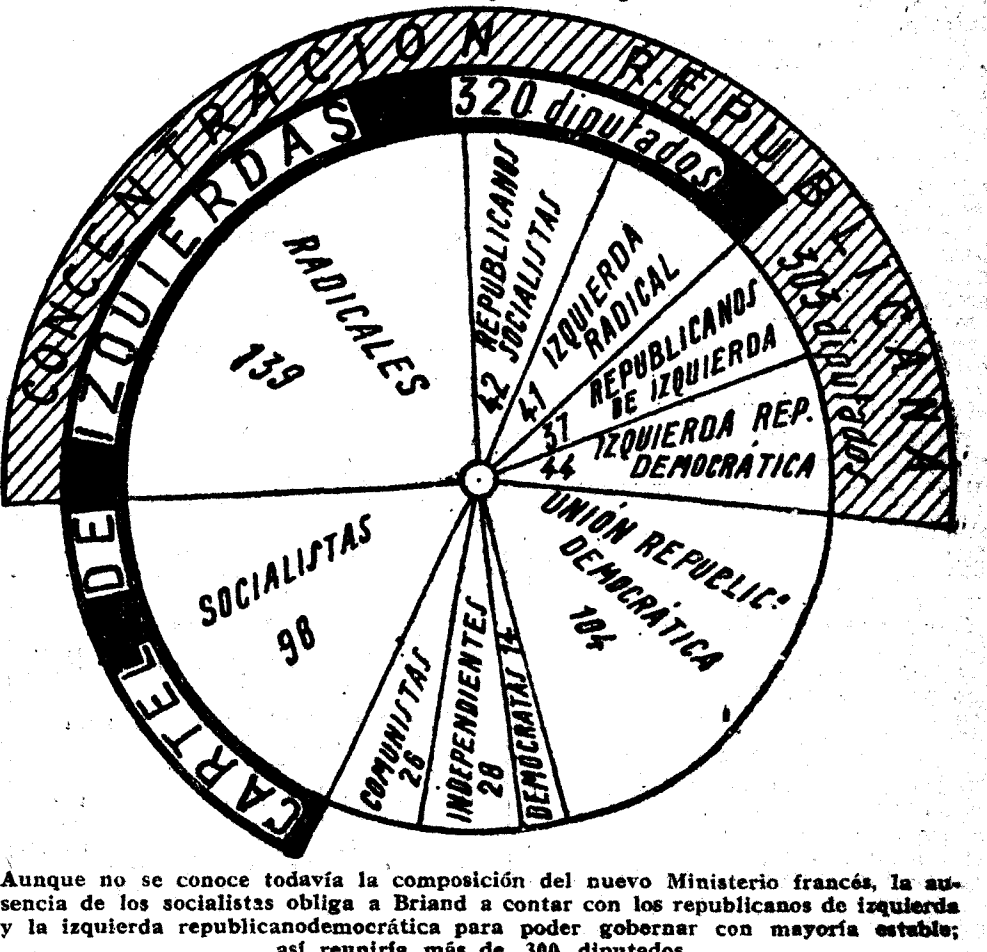 CONCENTRACIÓN REPUBLICANA
303 diputados
CARTEL DE IZQUIERDAS
320 diputados
RADICALES
139
REPUBLICANOS
SOCIALISTAS
42
IZQUIERDA
RADICAL
41
REPUBLICANOS
DE IZQUIERDA
37
IZQUIERDA REP.
DEMOCRÁTICA
44
UNIÓN REPUBLIC.ª
DEMOCRÁTICA
104
DEMOCRATAS 14
INDEPENDIENTES
28
COMUNISTAS
26
SOCIALISTAS
98
Aunque no se conoce todavía la composición del nuevo Ministerio francés, la au-
sencia de los socialistas obliga a Briand a contar con los republicanos de izquierda
y la izquierda republicanodemocrática para poder gobernar con mayoría estable;
así reuniría más de 300 diputados